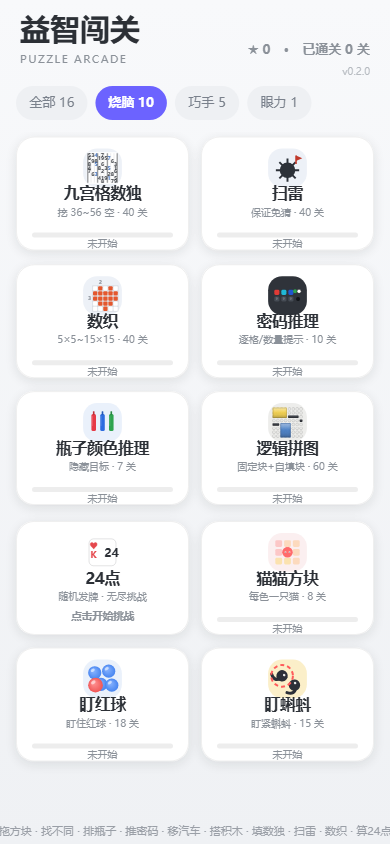 益智闯关
PUZZLE ARCADE
★ 0 • 已通关 0 关
v0.2.0
全部 16
烧脑 10
巧手 5
眼力 1
九宫格数独
挖 36~56 空 · 40 关
未开始
扫雷
保证免猜 · 40 关
未开始
数织
5×5~15×15 · 40 关
未开始
密码推理
逐格/数量提示 · 10 关
未开始
瓶子颜色推理
隐藏目标 · 7 关
未开始
逻辑拼图
固定块+自填块 · 60 关
未开始
K 24
24点
随机发牌 · 无尽挑战
点击开始挑战
猫猫方块
每色一只猫 · 8 关
未开始
盯红球
盯住红球 · 18 关
未开始
盯蝌蚪
盯紧蝌蚪 · 15 关
未开始
拖方块 · 找不同 · 排瓶子 · 推密码 · 移汽车 · 搭积木 · 填数独 · 扫雷 · 数织 · 算24点